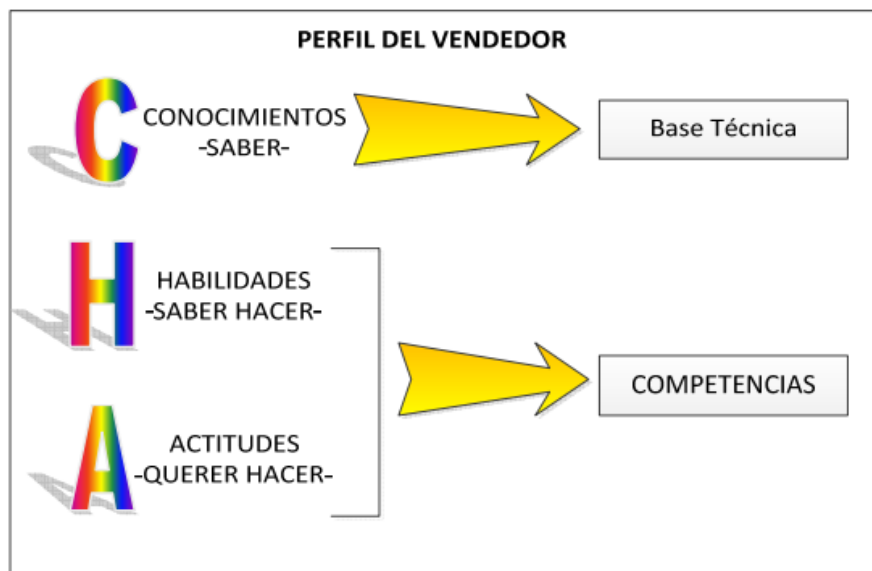 PERFIL DEL VENDEDOR
C
CONOCIMIENTOS
-SABER-
Base Técnica
H
HABILIDADES
-SABER HACER-
COMPETENCIAS
A
ACTITUDES
-QUERER HACER-